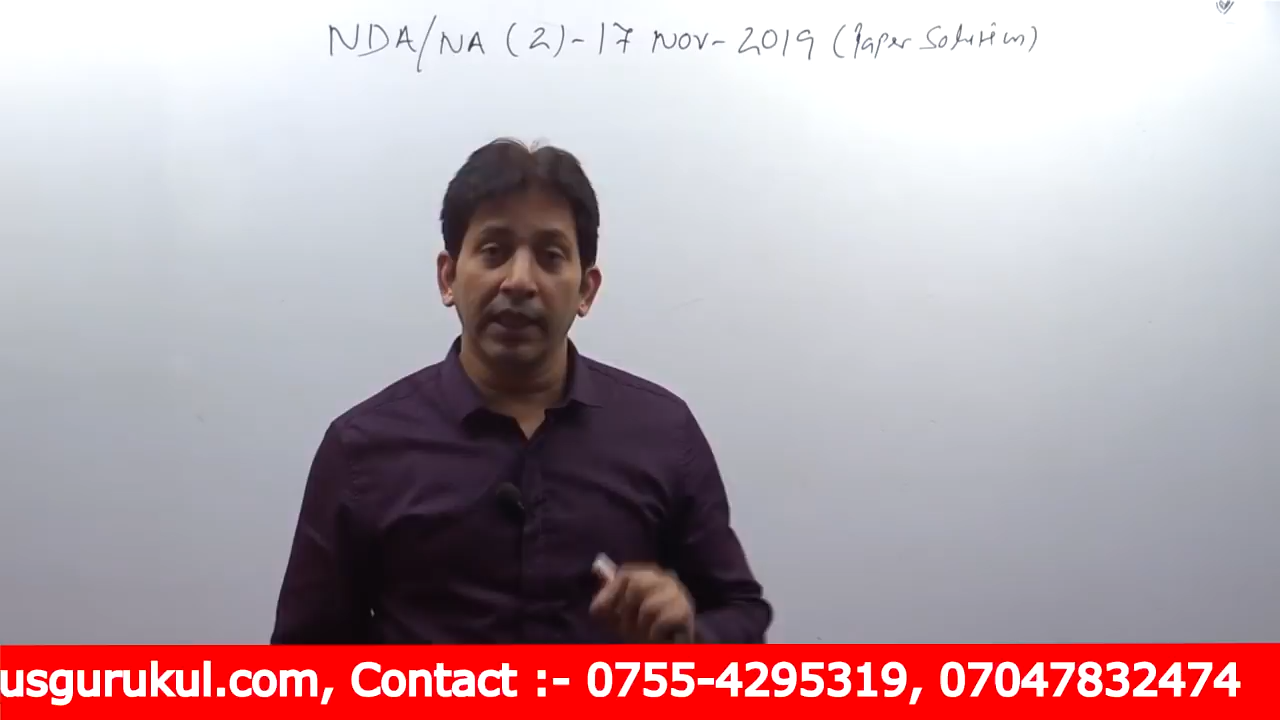 NDA/NA (2)-17 Nov-2019 (Paper Solution)
usgurukul.com, Contact :- 0755-4295319, 07047832474